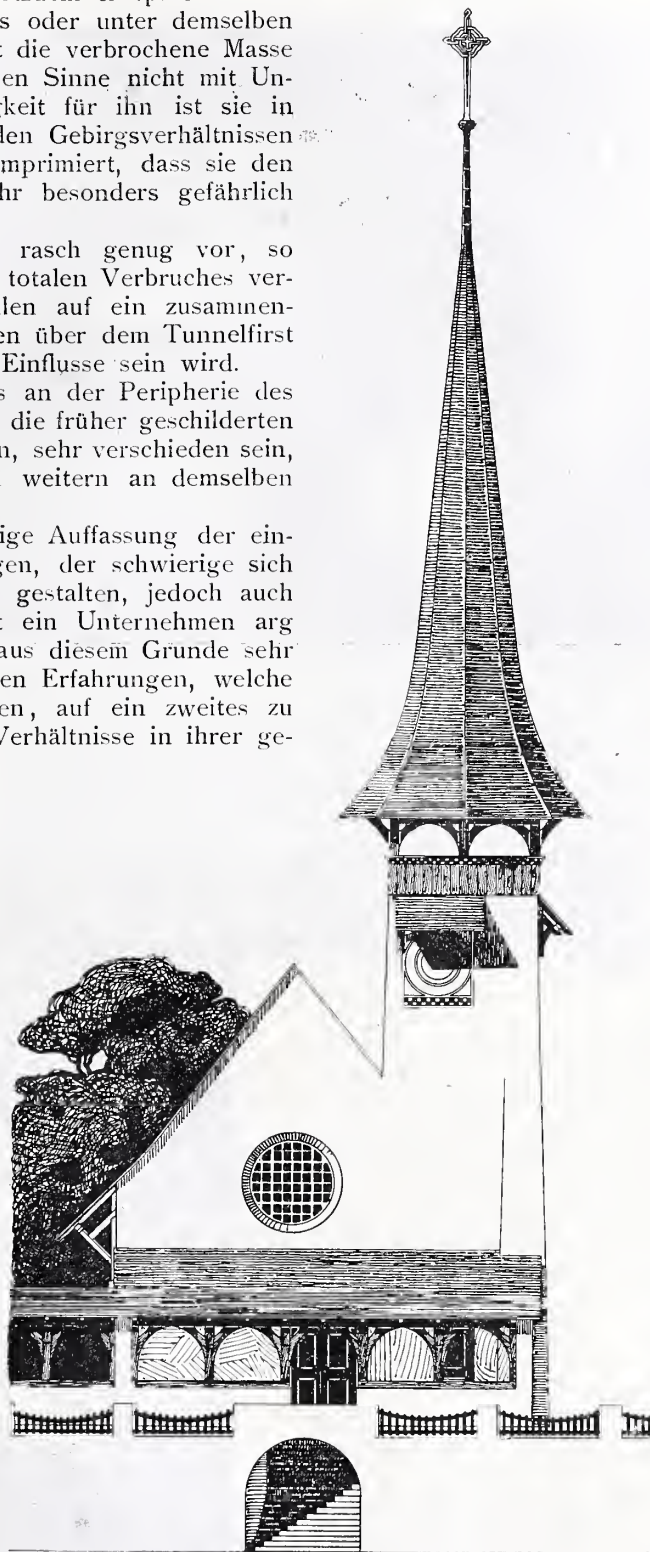 s oder unter demselben
t die verbrochene Masse
en Sinne nicht mit Un-
gkeit für ihn ist sie in
den Gebirgsverhältnissen
mprimiert, dass sie den
hr besonders gefährlich
rasch genug vor, so
totalen Verbruches ver-
len auf ein zusammen-
en über dem Tunnelfirst
Einflusse sein wird.
s an der Peripherie des
die früher geschilderten
n, sehr verschieden sein,
weitern an demselben
ige Auffassung der ein-
gen, der schwierige sich
gestalten, jedoch auch
t ein Unternehmen arg
aus diesem Grunde sehr
en Erfahrungen, welche
en, auf ein zweites zu
Verhältnisse in ihrer ge-